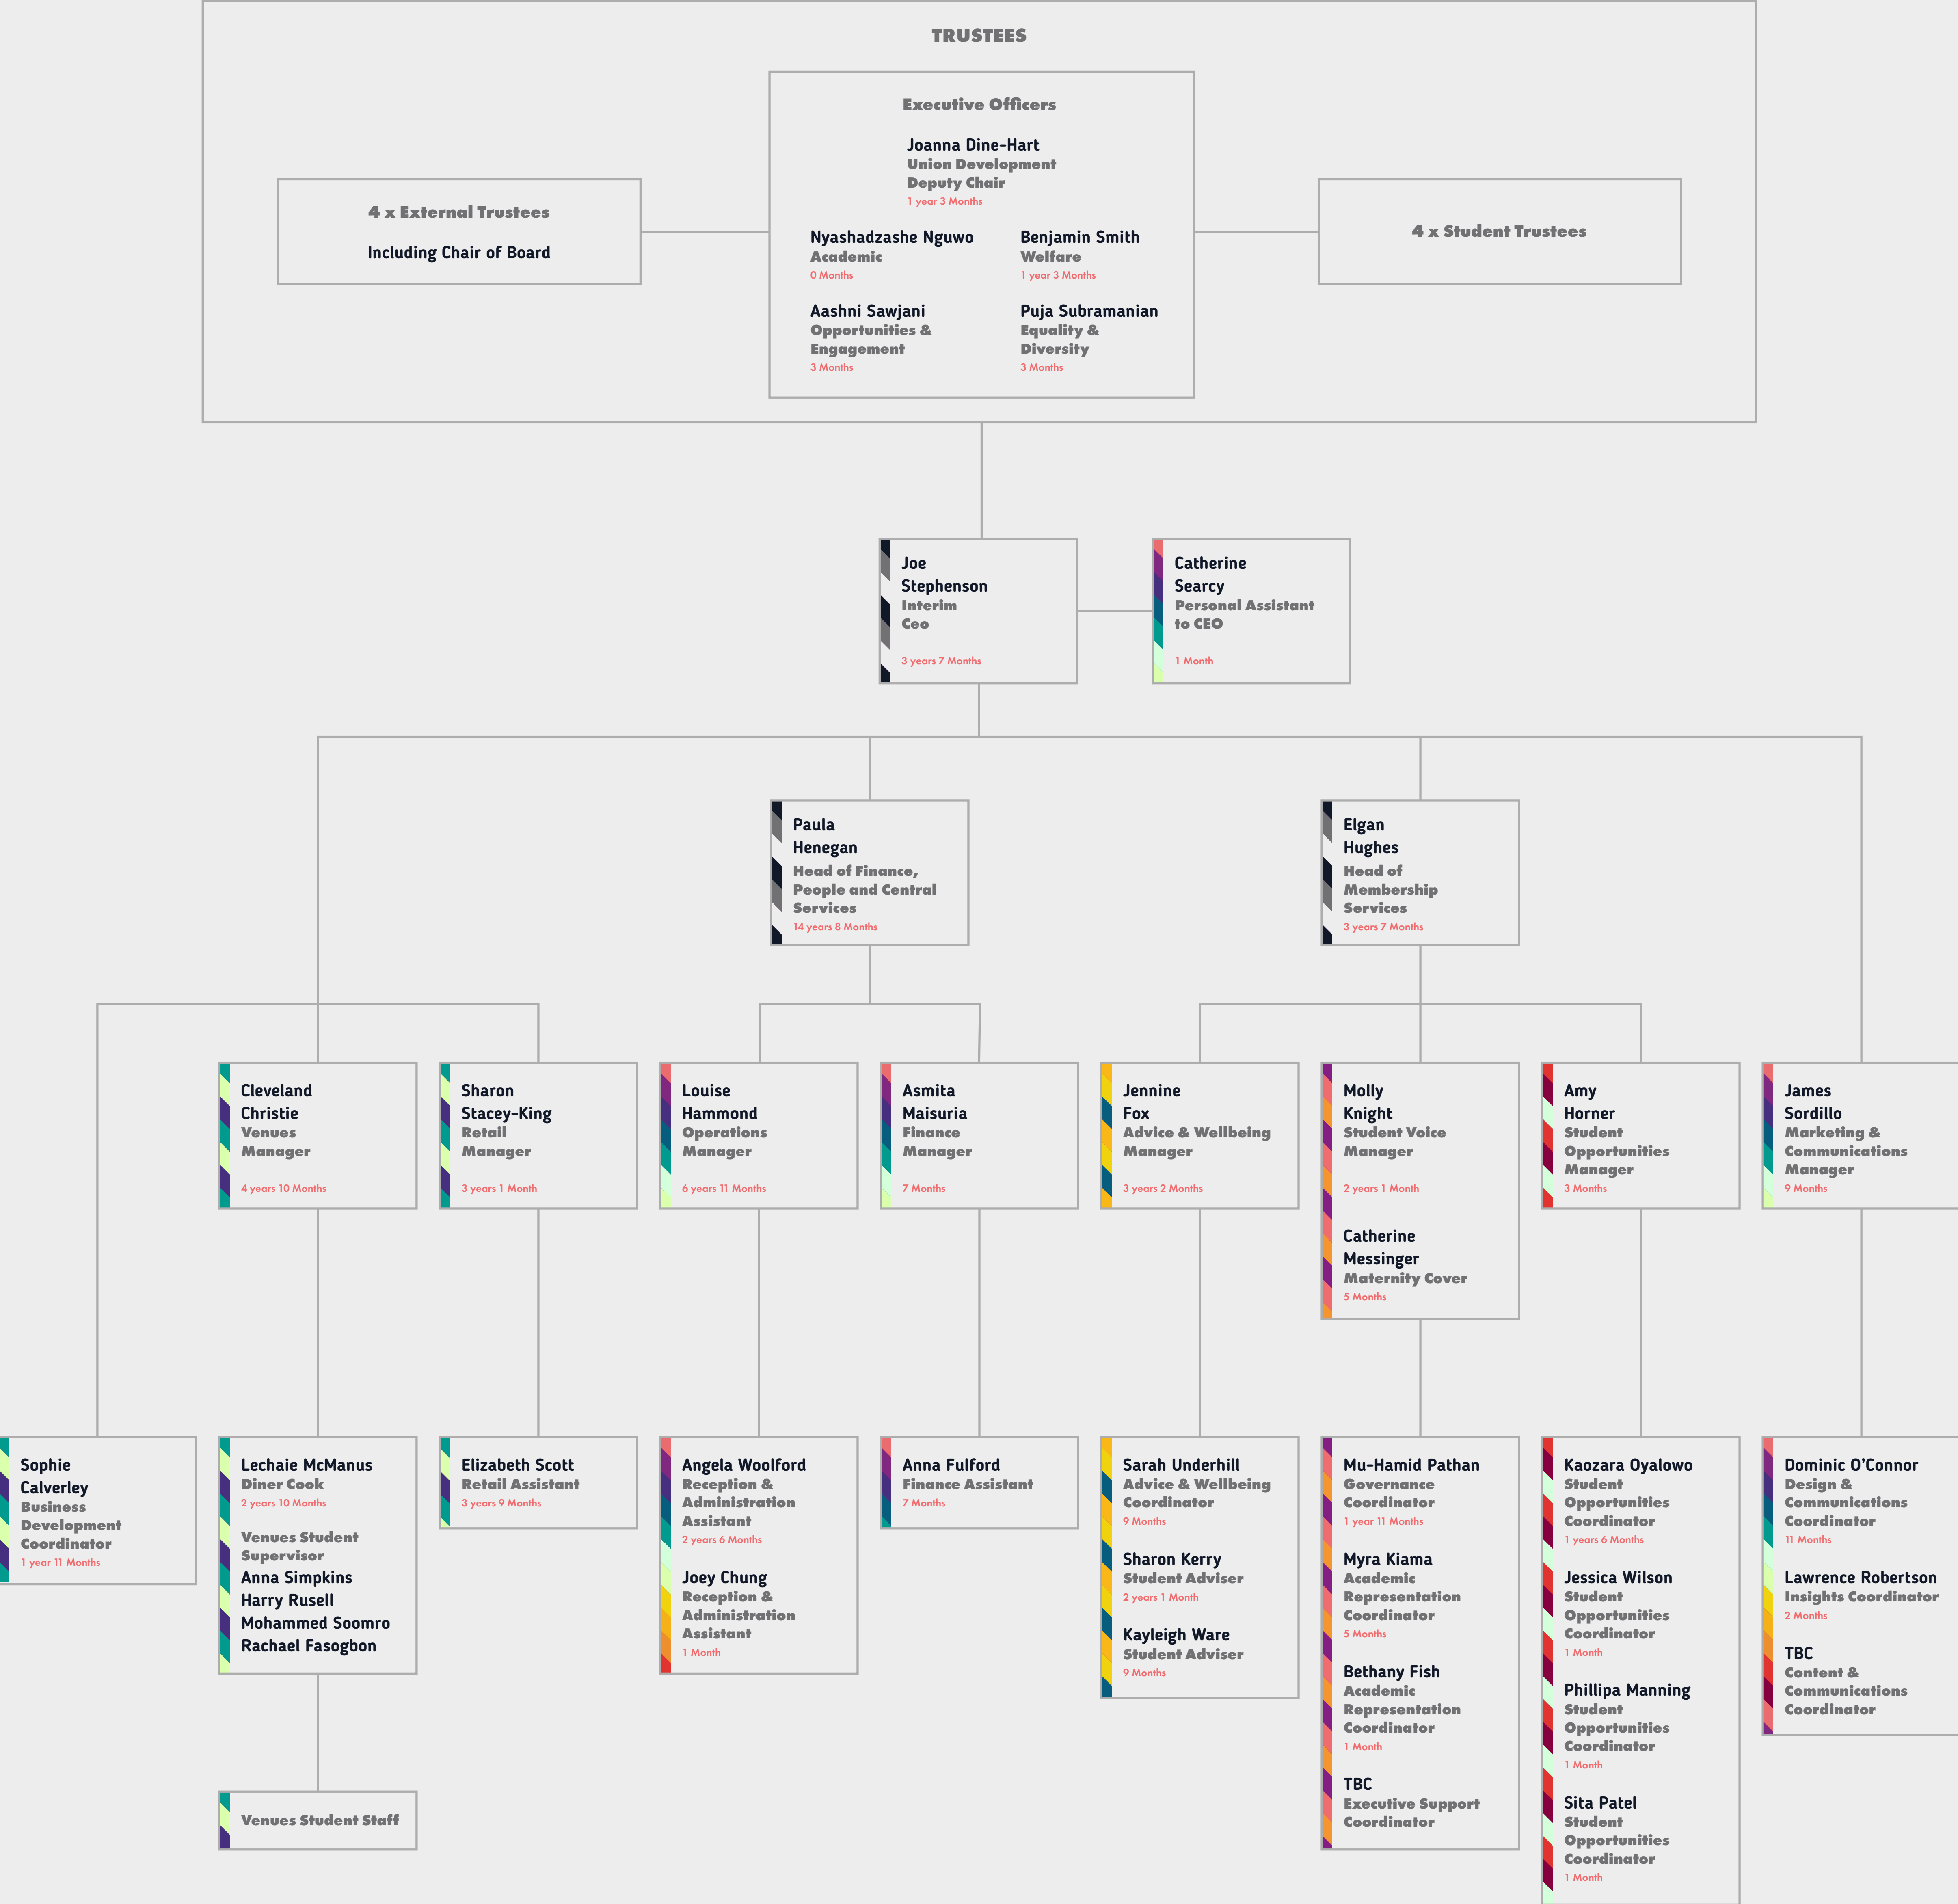 TRUSTEES
Executive Officers
Joanna Dine-Hart
Union Development
Deputy Chair
1 year 3 Months
4 x External Trustees
Including Chair of Board
Nyashadzashe Nguwo
Academic
0 Months
Benjamin Smith
Welfare
1 year 3 Months
Aashni Sawjani
Opportunities &
Engagement
3 Months
Puja Subramanian
Equality &
Diversity
3 Months
4 x Student Trustees
Joe
Stephenson
Interim
Ceo
3 years 7 Months
Catherine
Searcy
Personal Assistant
to CEO
1 Month
Paula
Henegan
Head of Finance,
People and Central
Services
14 years 8 Months
Elgan
Hughes
Head of
Membership
Services
3 years 7 Months
Cleveland
Christie
Venues
Manager
4 years 10 Months
Sharon
Stacey-King
Retail
Manager
3 years 1 Month
Louise
Hammond
Operations
Manager
6 years 11 Months
Asmita
Maisuria
Finance
Manager
7 Months
Jennine
Fox
Advice & Wellbeing
Manager
3 years 2 Months
Molly
Knight
Student Voice
Manager
2 years 1 Month
Catherine
Messinger
Maternity Cover
5 Months
Amy
Horner
Student
Opportunities
Manager
3 Months
James
Sordillo
Marketing &
Communications
Manager
9 Months
Sophie
Calverley
Business
Development
Coordinator
1 year 11 Months
Lechaie McManus
Diner Cook
2 years 10 Months
Venues Student
Supervisor
Anna Simpkins
Harry Rusell
Mohammed Soomro
Rachael Fasogbon
Elizabeth Scott
Retail Assistant
3 years 9 Months
Angela Woolford
Reception &
Administration
Assistant
2 years 6 Months
Joey Chung
Reception &
Administration
Assistant
1 Month
Anna Fulford
Finance Assistant
7 Months
Sarah Underhill
Advice & Wellbeing
Coordinator
9 Months
Sharon Kerry
Student Adviser
2 years 1 Month
Kayleigh Ware
Student Adviser
9 Months
Mu-Hamid Pathan
Governance
Coordinator
1 year 11 Months
Myra Kiama
Academic
Representation
Coordinator
5 Months
Bethany Fish
Academic
Representation
Coordinator
1 Month
TBC
Executive Support
Coordinator
Kaozara Oyalowo
Student
Opportunities
Coordinator
1 years 6 Months
Jessica Wilson
Student
Opportunities
Coordinator
1 Month
Phillipa Manning
Student
Opportunities
Coordinator
1 Month
Sita Patel
Student
Opportunities
Coordinator
1 Month
Dominic O'Connor
Design &
Communications
Coordinator
11 Months
Lawrence Robertson
Insights Coordinator
2 Months
TBC
Content &
Communications
Coordinator
Venues Student Staff